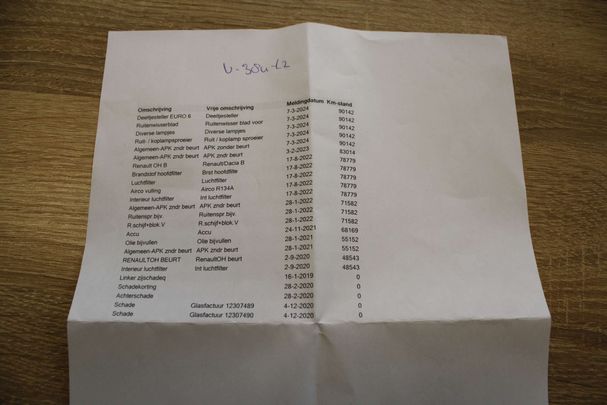 Omschrijving Vrije omschrijving Meldingdatum Km-stand
Deeltjesteller EURO 6 Deeltjesteller 7-3-2024 90142
Ruitenwisserblad Ruitenwisser blad voor 7-3-2024 90142
Diverse lampjes Diverse lampjes 7-3-2024 90142
Ruit- / koplampsproeier Ruit / koplamp sproeier 7-3-2024 90142
Algemeen-APK zndr beurt APK zonder beurt 7-3-2024 90142
Algemeen-APK zndr beurt APK zndr beurt 3-2-2023 83014
Renault OH B Renault/Dacia B 17-8-2022 78779
Brandstof hoofdfilter Brst hoofdfilte 17-8-2022 78779
Luchtfilter Luchtfilter 17-8-2022 78779
Airco vulling Airco R134A 17-8-2022 78779
Interieur luchtfilter Int luchtfilter 17-8-2022 78779
Algemeen-APK zndr beurt APK zndr beurt 28-1-2022 71582
Ruitenspr.bijv. Ruitenspr.bijv. 28-1-2022 71582
R.schijf+blok.V R.schijf+blok.V 28-1-2022 71582
Accu Accu 24-11-2021 68169
Olie bijvullen Olie bijvullen 28-1-2021 55152
Algemeen-APK zndr beurt APK zndr beurt 28-1-2021 55152
RENAULTOH BEURT RenaultOH beurt 2-9-2020 48543
Interieur luchtfilter Int luchtfilter 2-9-2020 48543
Linker zijschadeq 16-1-2019 0
Schadekorting 28-2-2020 0
Achterschade 28-2-2020 0
Schade Glasfactuur 12307489 4-12-2020 0
Schade Glasfactuur 12307490 4-12-2020 0